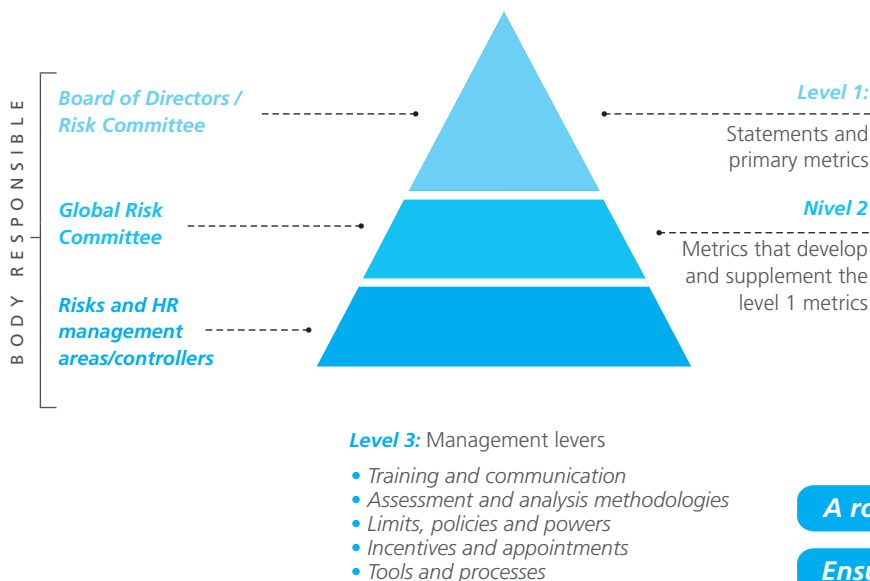 BODY RESPONSIBLE
Board of Directors /
Risk Committee
Level 1:
Statements and
primary metrics
Global Risk
Committee
Nivel 2
Metrics that develop
and supplement the
level 1 metrics
Risks and HR
management
areas/controllers
Level 3: Management levers
• Training and communication
• Assessment and analysis methodologies
• Limits, policies and powers
• Incentives and appointments
• Tools and processes
A